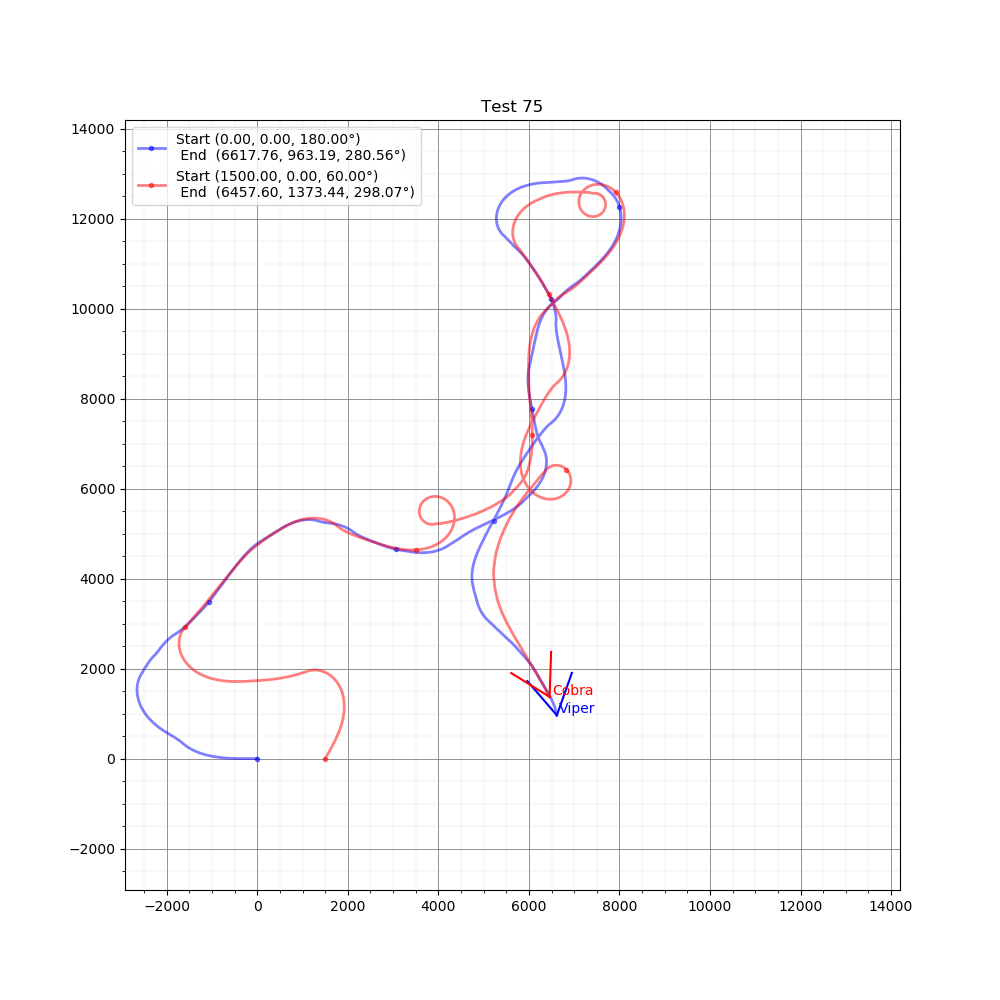 Test 75
Start (0.00, 0.00, 180.00°)
End (6617.76, 963.19, 280.56°)
Start (1500.00, 0.00, 60.00°)
End (6457.60, 1373.44, 298.07°)
14000
12000
10000
8000
6000
4000
2000
0
−2000
Cobra
Viper
−2000 0 2000 4000 6000 8000 10000 12000 14000